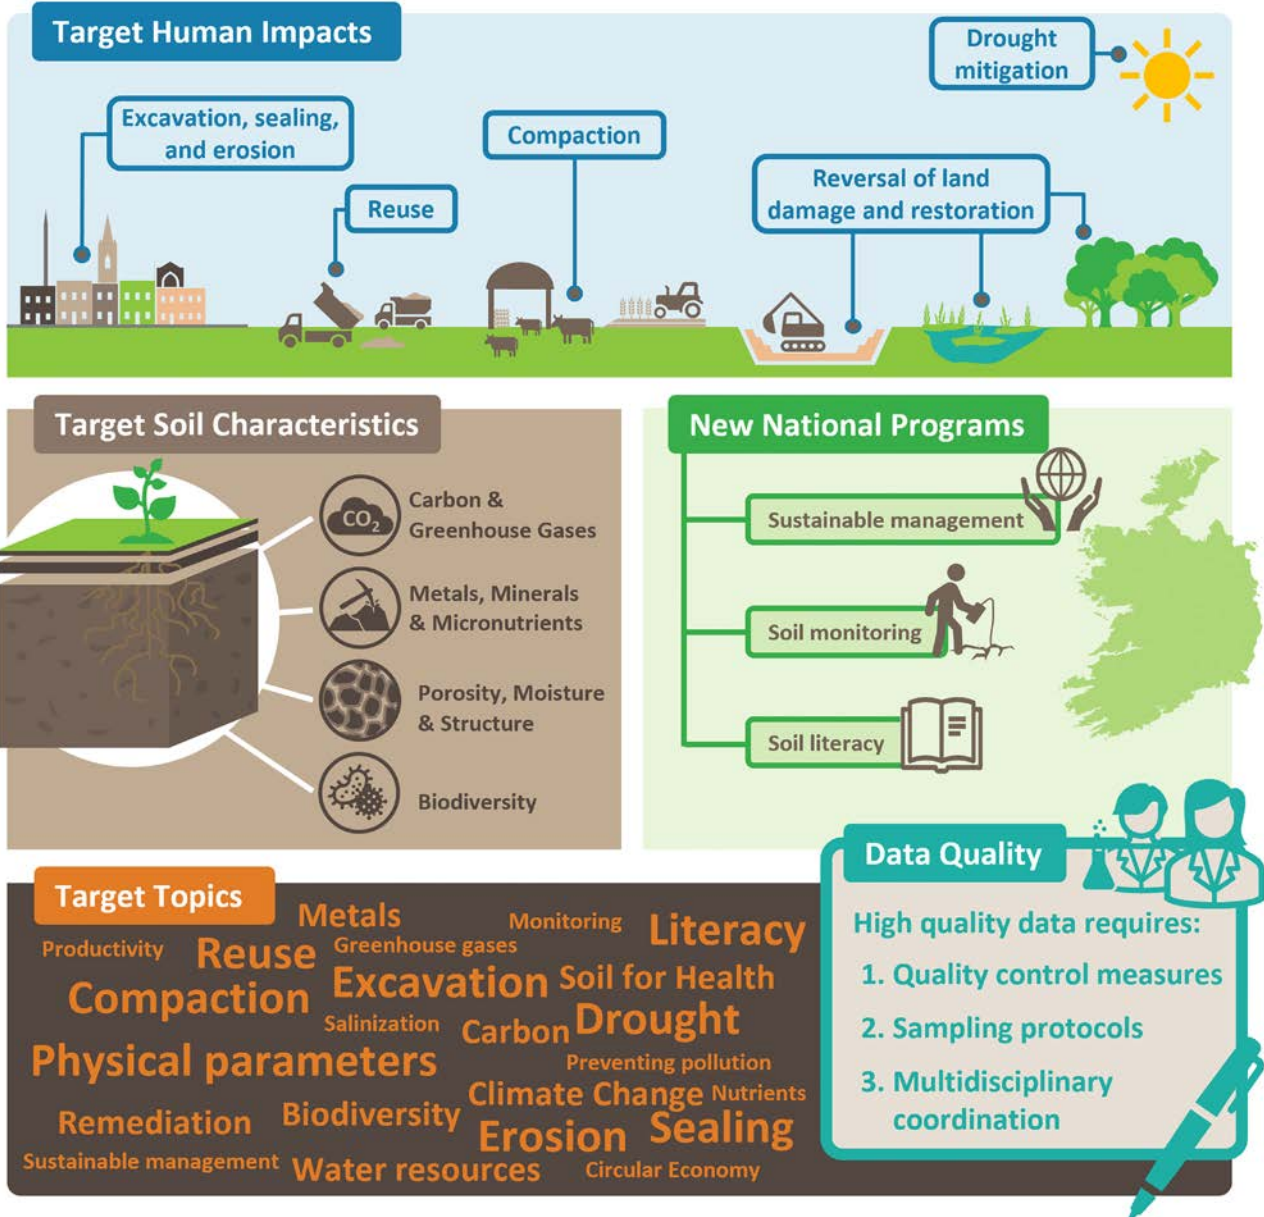 Target Human Impacts
Drought
mitigation
Excavation, sealing,
and erosion
Compaction
Reversal of land
damage and restoration
Reuse
Target Soil Characteristics
CO₂
Carbon &
Greenhouse Gases
Metals, Minerals
& Micronutrients
Porosity, Moisture
& Structure
Biodiversity
New National Programs
Sustainable management
Soil monitoring
Soil literacy
Target Topics
Metals
Monitoring
Literacy
Productivity
Reuse
Greenhouse gases
Compaction
Excavation
Soil for Health
Salinization
Carbon
Drought
Physical parameters
Preventing pollution
Climate Change
Nutrients
Remediation
Biodiversity
Erosion
Sealing
Sustainable management
Water resources
Circular Economy
Data Quality
High quality data requires:
1. Quality control measures
2. Sampling protocols
3. Multidisciplinary
coordination